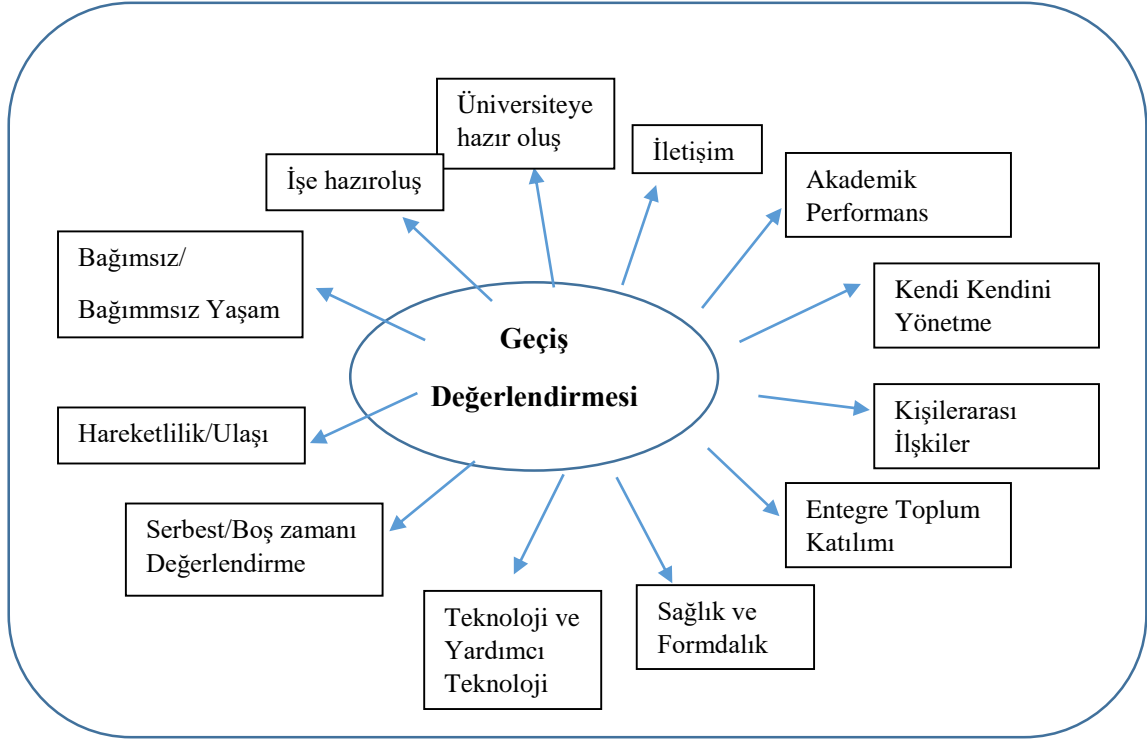 Üniversiteye
hazır oluş
İletişim
İşe hazıroluş
Akademik
Performans
Bağımsız/
Bağımmsız Yaşam
Kendi Kendini
Yönetme
Geçiş
Değerlendirmesi
Hareketlilik/Ulaşı
Kişilerarası
İlşkiler
Serbest/Boş zamanı
Değerlendirme
Entegre Toplum
Katılımı
Teknoloji ve
Yardımcı
Teknoloji
Sağlık ve
Formdalık